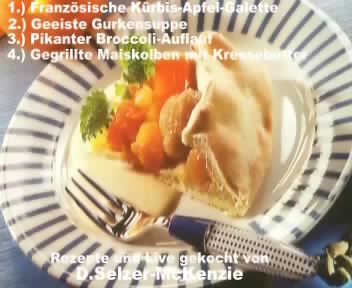 1.) Französische Kürbis-Apfel-Galette
2.) Geeiste Gurkensuppe
3.) Pikanter Broccoli-Auflauf
4.) Gegrillte Maiskolben mit Kressebutter
Rezepte und Live gekocht von
D.Selzer-McKenzie